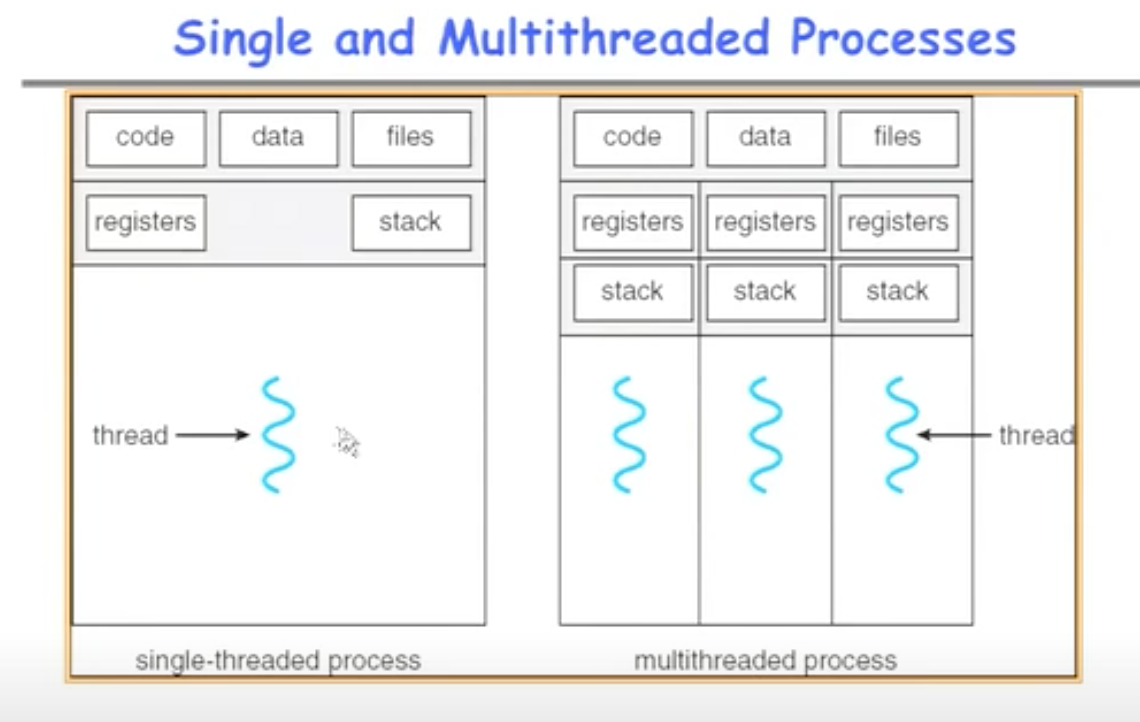 Single and Multithreaded Processes
code data files
registers stack
thread
single-threaded process
code data files
registers registers registers
stack stack stack
thread
multithreaded process